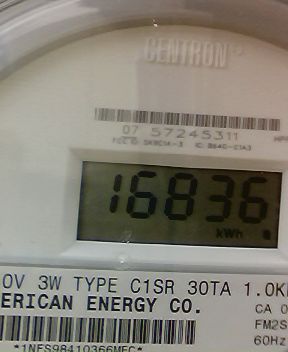 CENTRON
07 57245311
16836
kWh
0V 3W TYPE C1SR 30TA 1.0K
ERICAN ENERGY CO.
CA 0
FM2S
60Hz
*1NES98410366MEC*